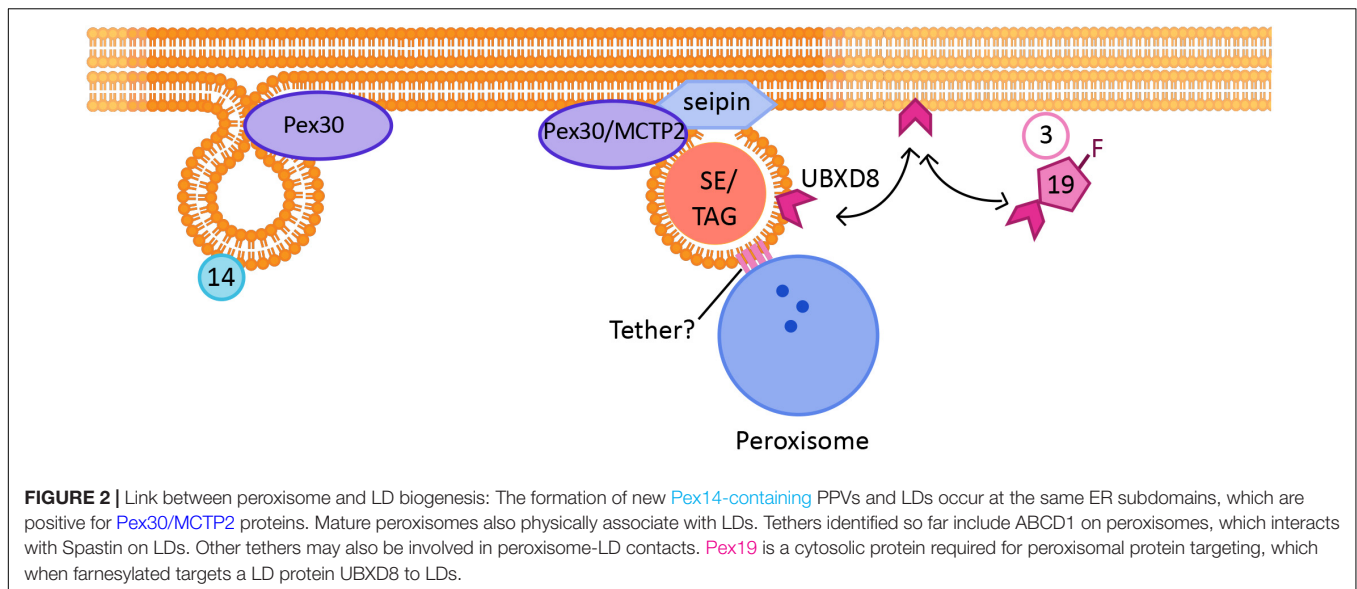 Pex30
Pex30/MCTP2
seipin
3
F
19
SE/
TAG
UBXD8
14
Tether?
Peroxisome
FIGURE 2 | Link between peroxisome and LD biogenesis: The formation of new Pex14-containing PPVs and LDs occur at the same ER subdomains, which are
positive for Pex30/MCTP2 proteins. Mature peroxisomes also physically associate with LDs. Tethers identified so far include ABCD1 on peroxisomes, which interacts
with Spastin on LDs. Other tethers may also be involved in peroxisome-LD contacts. Pex19 is a cytosolic protein required for peroxisomal protein targeting, which
when farnesylated targets a LD protein UBXD8 to LDs.